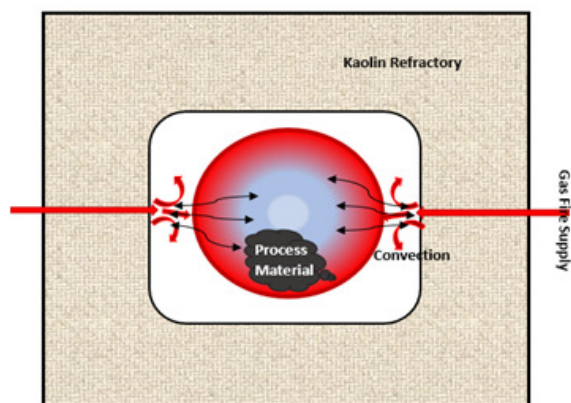 Kaolin Refractory
Gas Fire Supply
Process
Material
Convection